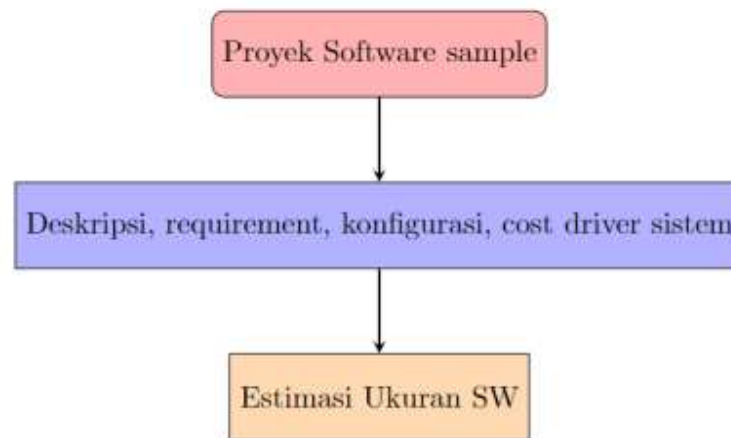 Proyek Software sample
Deskripsi, requirement, konfigurasi, cost driver sistem
Estimasi Ukuran SW